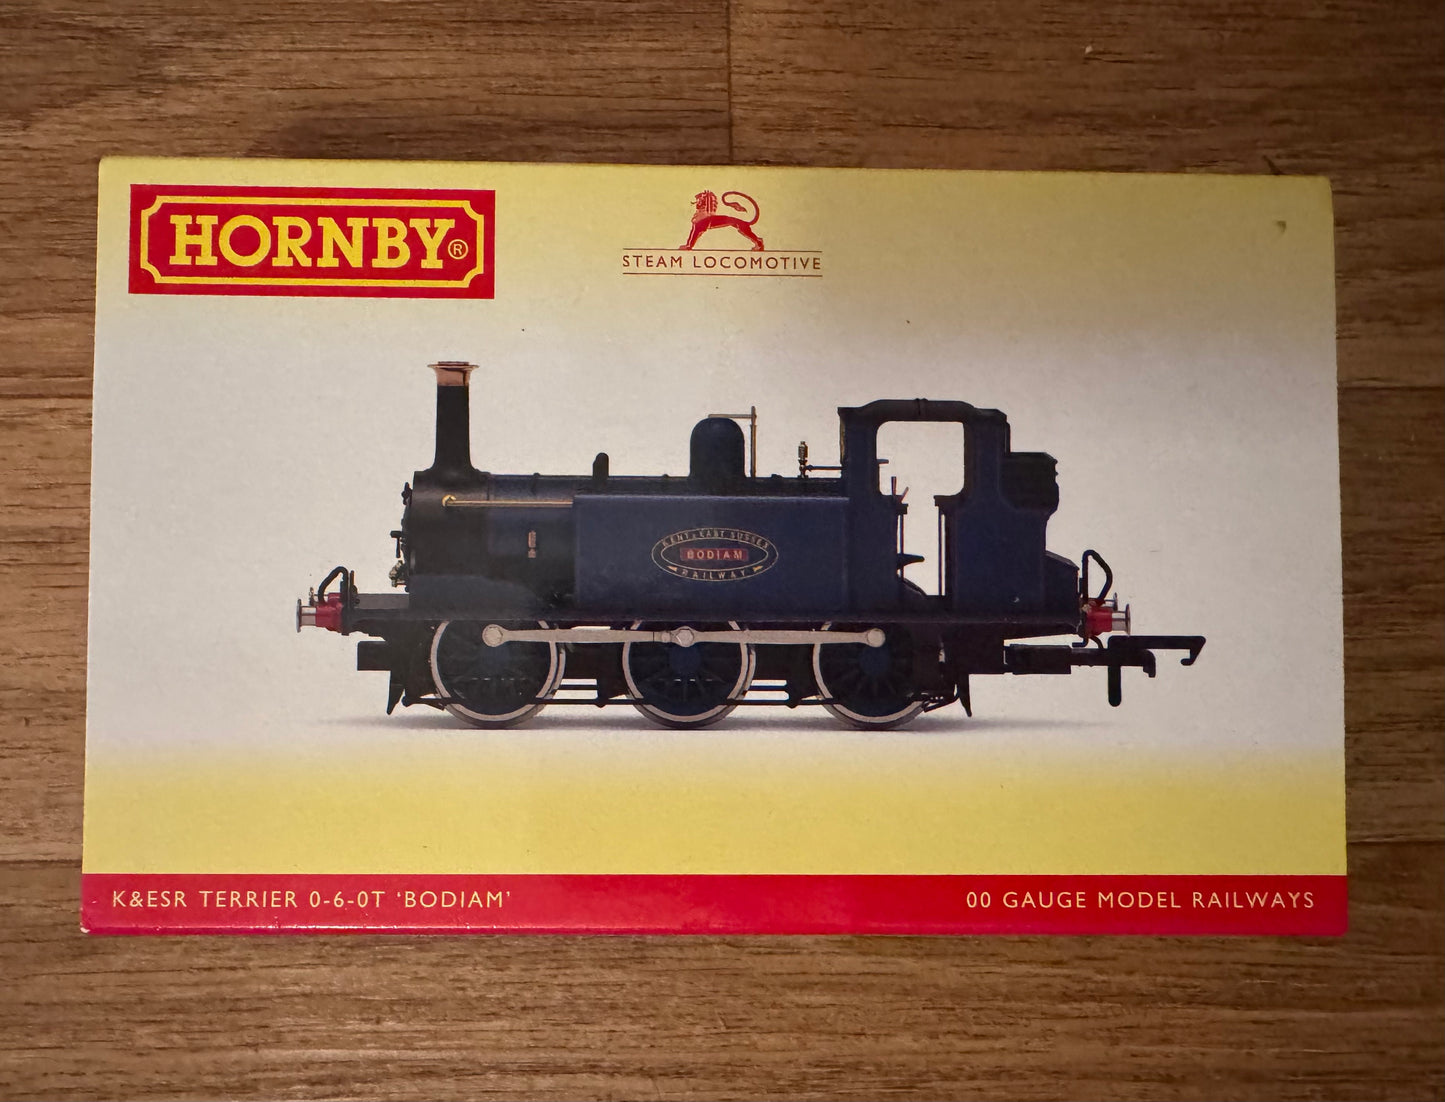 HORNBY®
STEAM LOCOMOTIVE
KENT & EAST SUSSEX
BODIAM
RAILWAY
K&ESR TERRIER 0-6-0T ‘BODIAM’
00 GAUGE MODEL RAILWAYS